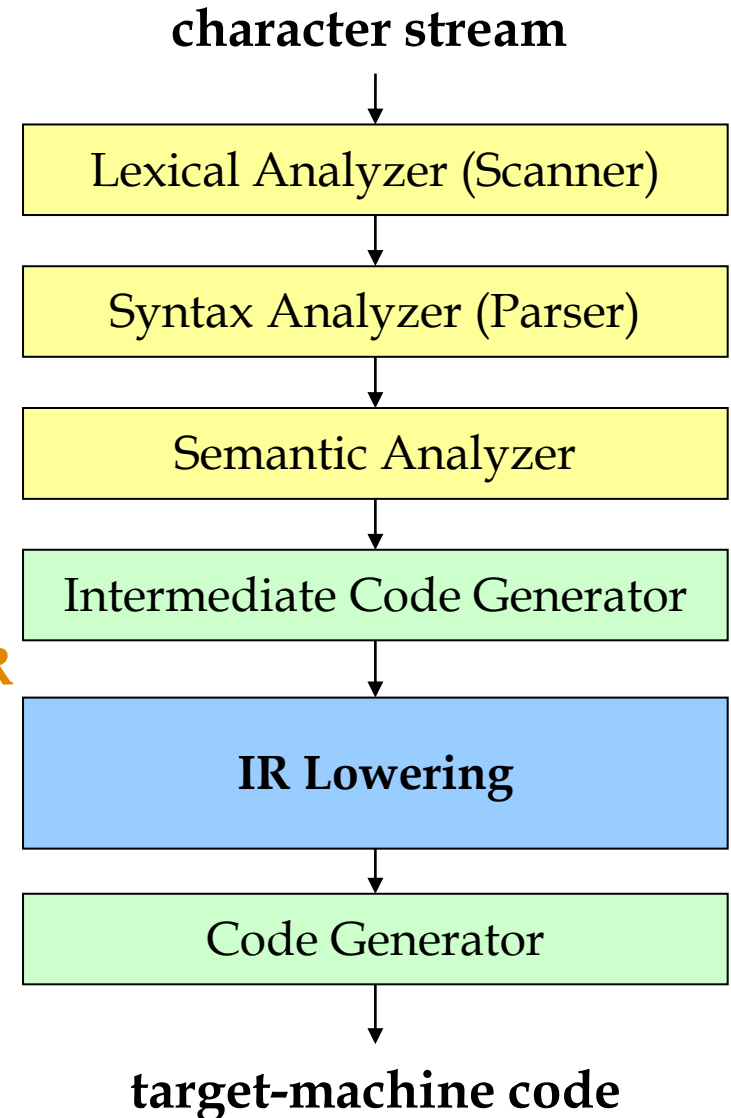 character stream
Lexical Analyzer (Scanner)
Syntax Analyzer (Parser)
Semantic Analyzer
Intermediate Code Generator
R
IR Lowering
Code Generator
target-machine code